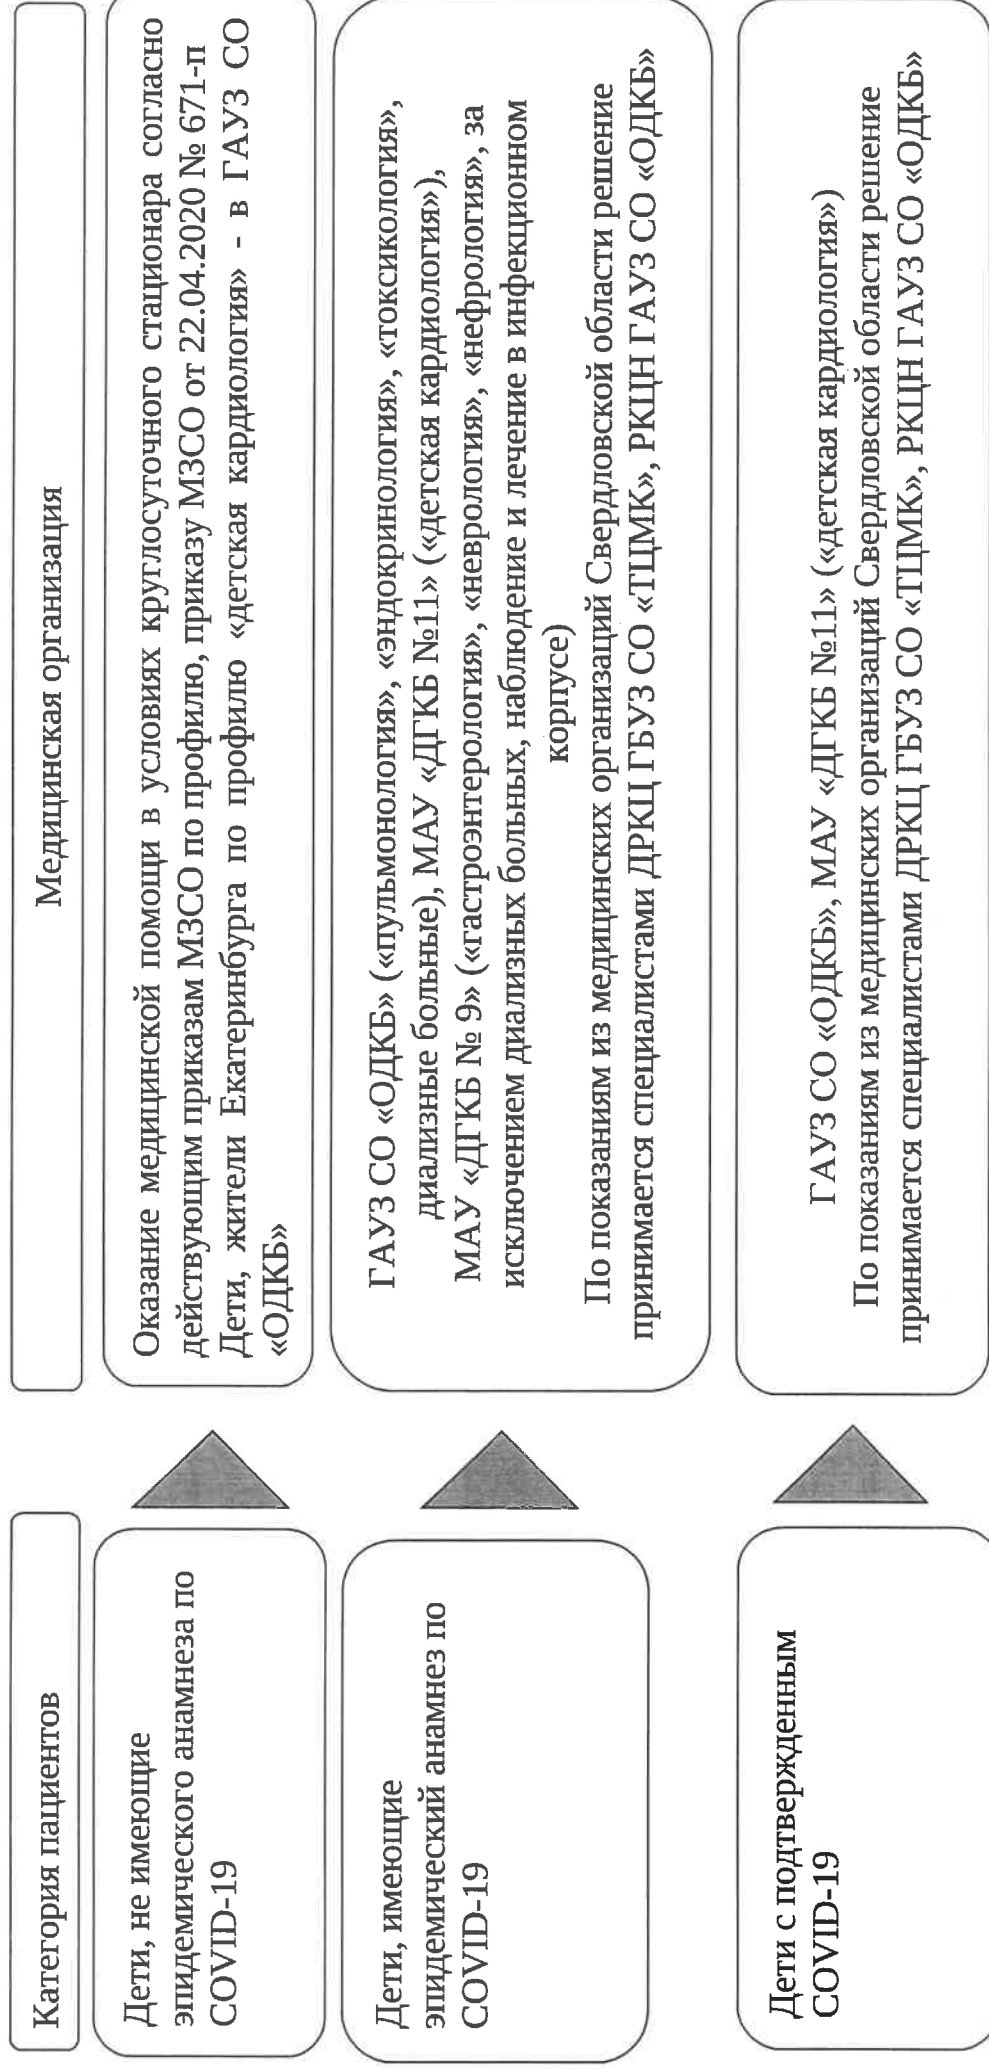 Категория пациентов
Медицинская организация
Дети, не имеющие
эпидемического анамнеза по
COVID-19
Оказание медицинской помощи в условиях круглосуточного стационара согласно
действующим приказам МЗСО по профилю, приказу МЗСО от 22.04.2020 № 671-п
Дети, жители Екатеринбурга по профилю «детская кардиология» - в ГАУЗ СО
«ОДКБ»
Дети, имеющие
эпидемический анамнез по
COVID-19
ГАУЗ СО «ОДКБ» («пульмонология», «эндокринология», «токсикология»,
диализные больные), МАУ «ДГКБ №11» («детская кардиология»),
МАУ «ДГКБ № 9» («гастроэнтерология», «неврология», «нефрология», за
исключением диализных больных, наблюдение и лечение в инфекционном
корпусе)
По показаниям из медицинских организаций Свердловской области решение
принимается специалистами ДРКЦ ГБУЗ СО «ТЦМК», РКЦН ГАУЗ СО «ОДКБ»
Дети с подтвержденным
COVID-19
ГАУЗ СО «ОДКБ», МАУ «ДГКБ №11» («детская кардиология»)
По показаниям из медицинских организаций Свердловской области решение
принимается специалистами ДРКЦ ГБУЗ СО «ТЦМК», РКЦН ГАУЗ СО «ОДКБ»